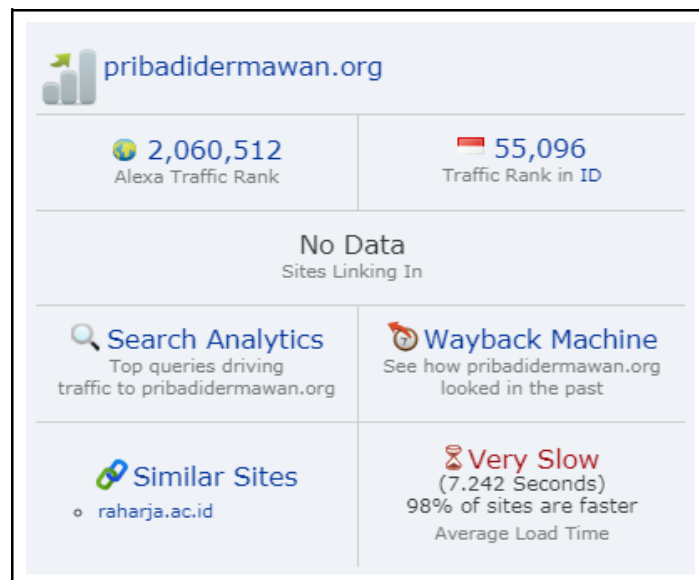 pribadidermawan.org
2,060,512
Alexa Traffic Rank
55,096
Traffic Rank in ID
No Data
Sites Linking In
Search Analytics
Top queries driving
traffic to pribadidermawan.org
Wayback Machine
See how pribadidermawan.org
looked in the past
Similar Sites
raharja.ac.id
Very Slow
(7.242 Seconds)
98% of sites are faster
Average Load Time